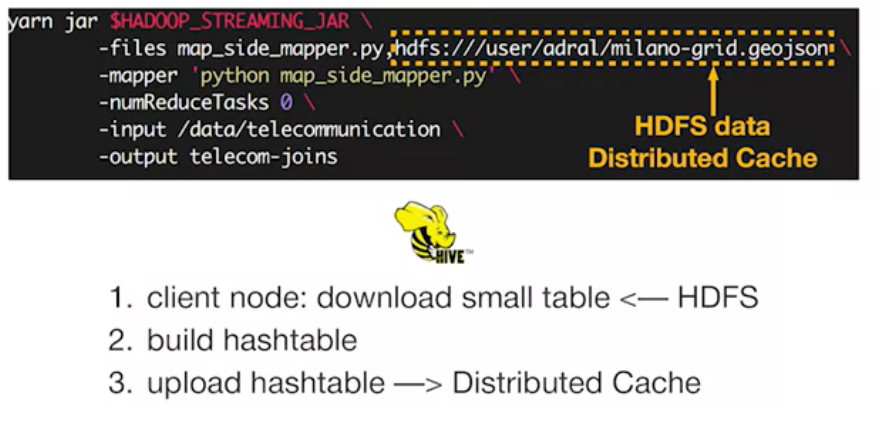 yarn jar $HADOOP_STREAMING_JAR \
-files map_side_mapper.py,hdfs:///user/adral/milano-grid.geojson \
-mapper 'python map_side_mapper.py' \
-numReduceTasks 0 \
-input /data/telecommunication \
-output telecom-joins
HDFS data
Distributed Cache
HIVE™
1. client node: download small table <— HDFS
2. build hashtable
3. upload hashtable —> Distributed Cache